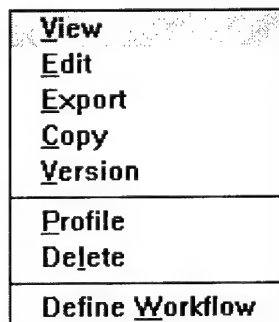 View
Edit
Export
Copy
Version
Profile
Delete
Define Workflow